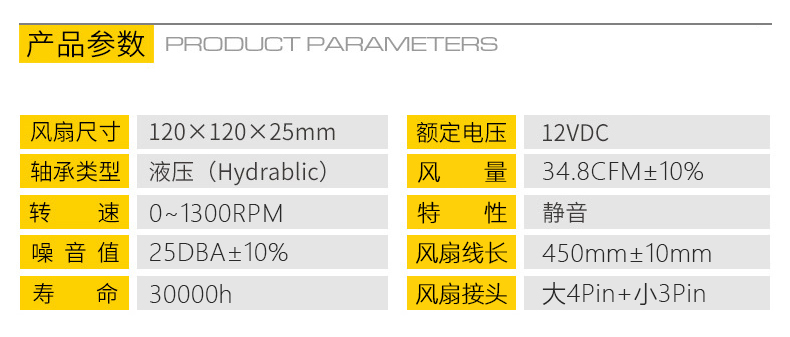 产品参数 PRODUCT PARAMETERS
风扇尺寸 120×120×25mm 额定电压 12VDC
轴承类型 液压（Hydrablic） 风量 34.8CFM±10%
转速 0~1300RPM 特性 静音
噪音值 25DBA±10% 风扇线长 450mm±10mm
寿命 30000h 风扇接头 大4Pin+小3Pin